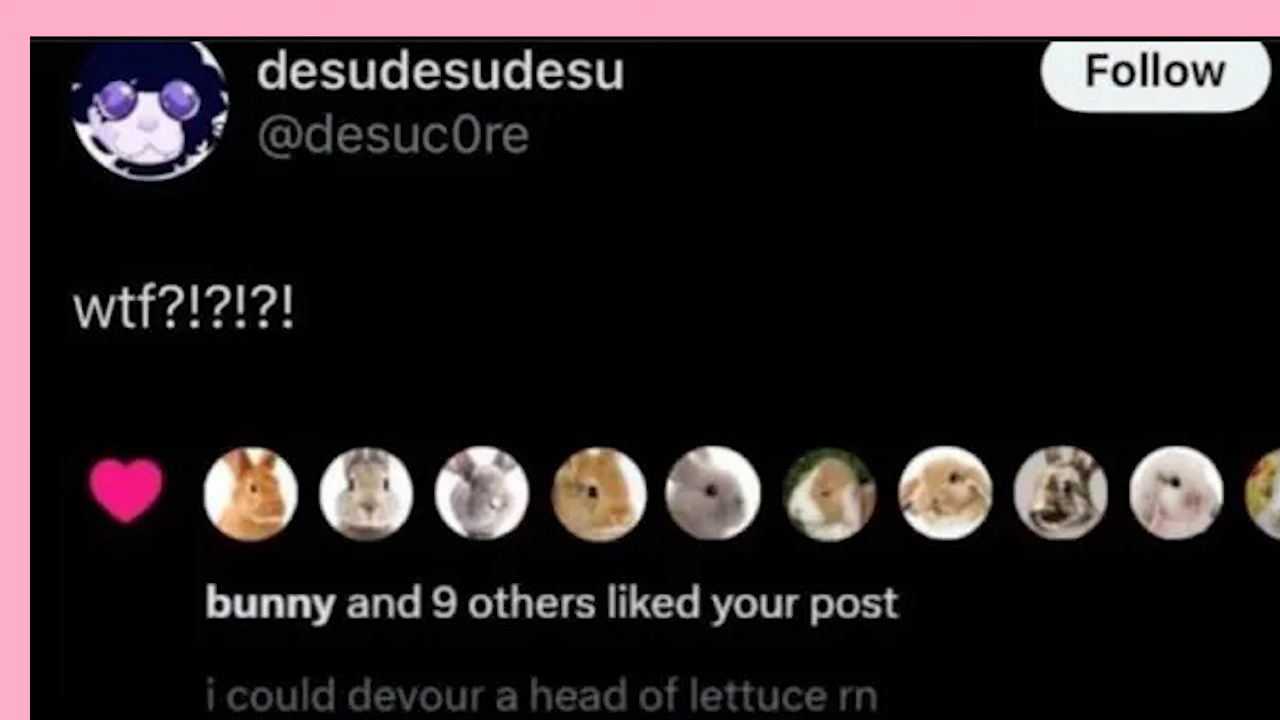 desudesudesu
Follow
@desuc0re
wtf?!?!?!
bunny and 9 others liked your post
i could devour a head of lettuce rn